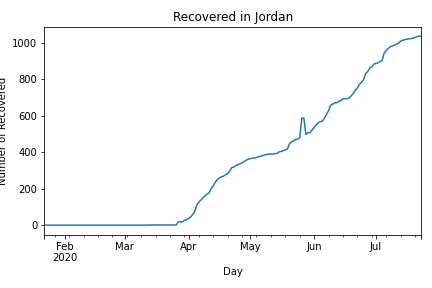 Recovered in Jordan
Number of Recovered
1000
800
600
400
200
0
Feb
2020
Mar
Apr
May
Jun
Jul
Day